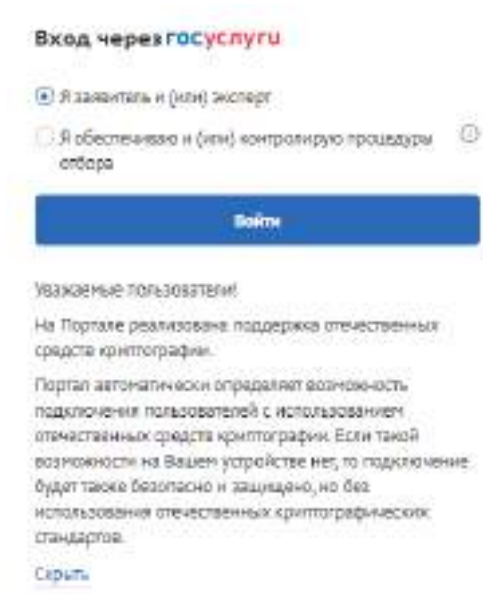 Вход через госуслуги
Я заявитель и (или) эксперт
Я обеспечиваю и (или) контролирую процедуры
отбора
Войти
Уважаемые пользователи!
На Портале реализована поддержка отечественных
средств криптографии.
Портал автоматически определяет возможность
подключения пользователей с использованием
отечественных средств криптографии. Если такой
возможности на Вашем устройстве нет, то подключение
будет также безопасно и защищено, но без
использования отечественных криптографических
стандартов.
Скрыть